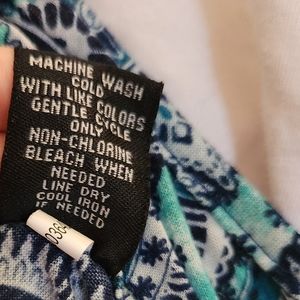 MACHINE WASH
COLD
WITH LIKE COLORS
GENTLE CYCLE
ONLY
NON-CHLORINE
BLEACH WHEN
NEEDED
LINE DRY
COOL IRON
IF NEEDED